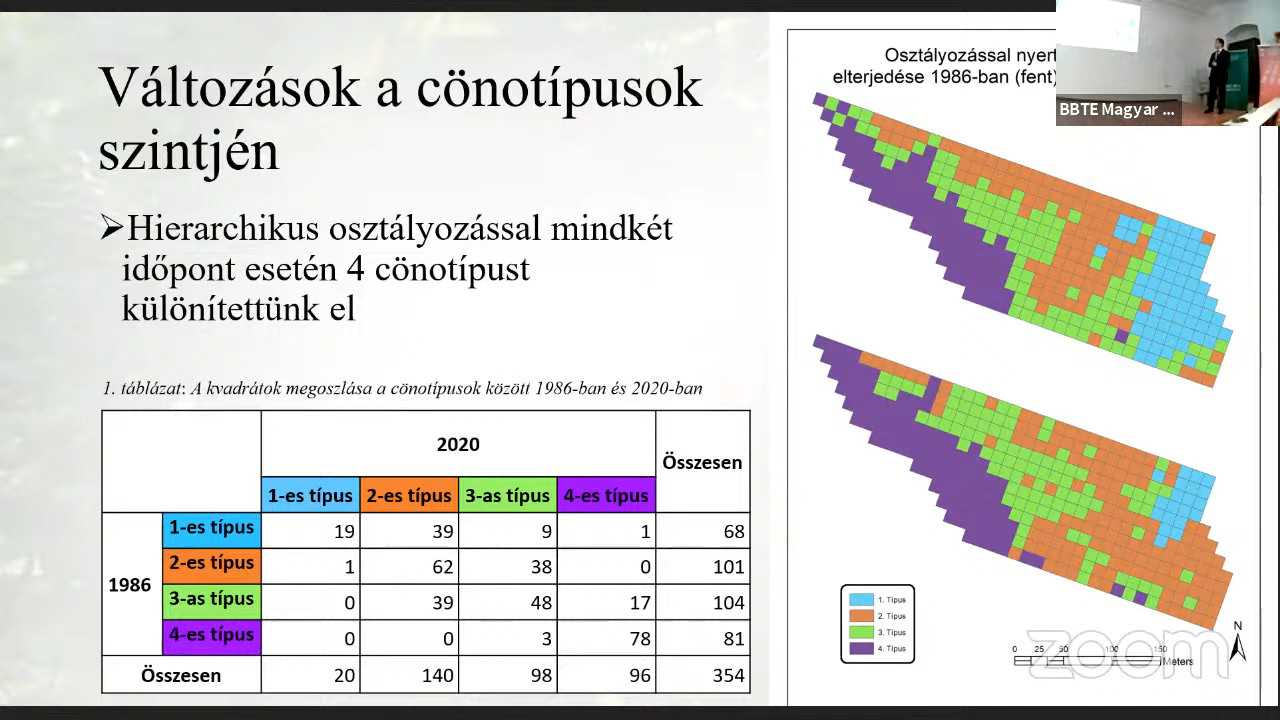 Változások a cönotípusok
szintjén
➢Hierarchikus osztályozással mindkét
időpont esetén 4 cönotípust
különítettünk el
1. táblázat: A kvadrátok megoszlása a cönotípusok között 1986-ban és 2020-ban
2020
Összesen
1-es típus 2-es típus 3-as típus 4-es típus
1986
1-es típus 19 39 9 1 68
2-es típus 1 62 38 0 101
3-as típus 0 39 48 17 104
4-es típus 0 0 3 78 81
Összesen 20 140 98 96 354
Osztályozással nyert
elterjedése 1986-ban (fent)
BBTE Magyar ...
1. Típus
2. Típus
3. Típus
4. Típus
N
0 25 50 100 150
Meters
zoom